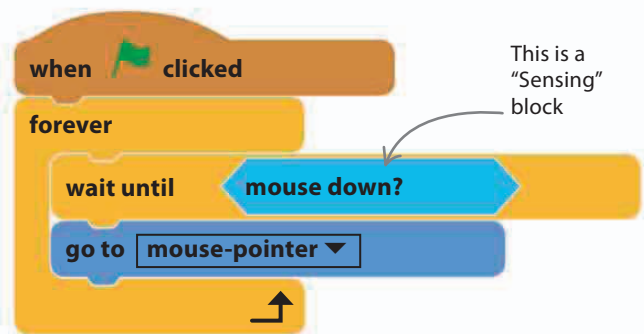 when clicked
This is a
“Sensing”
block
forever
wait until mouse down?
go to mouse-pointer